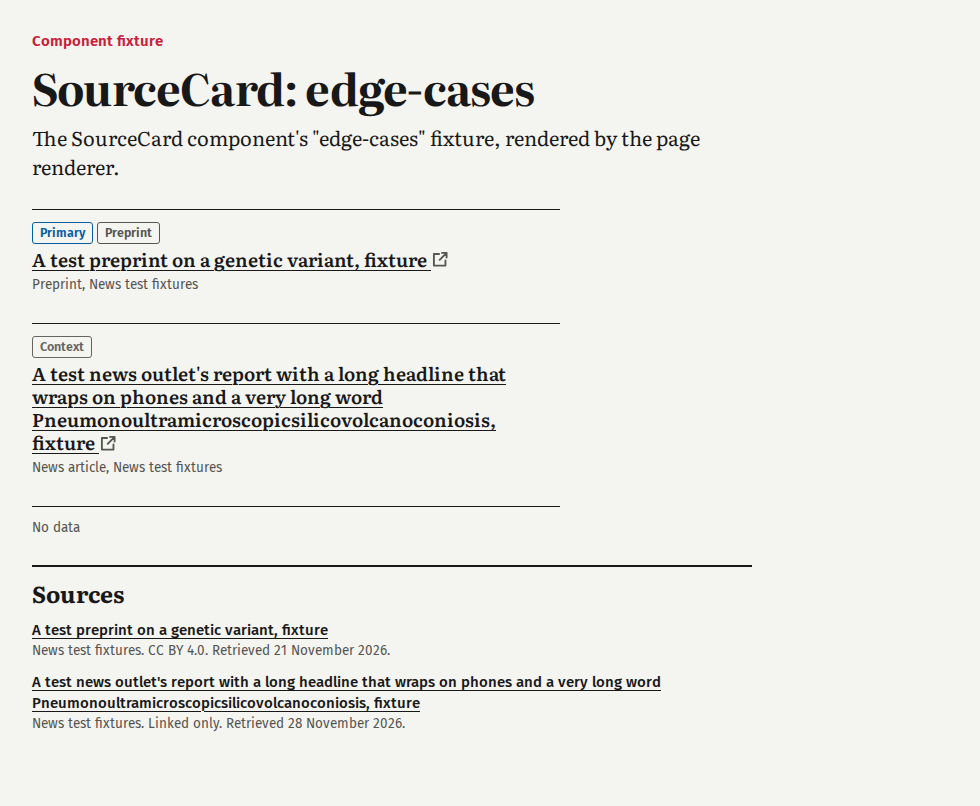 Component fixture
SourceCard: edge-cases
The SourceCard component's "edge-cases" fixture, rendered by the page
renderer.
Primary Preprint
A test preprint on a genetic variant, fixture
Preprint, News test fixtures
Context
A test news outlet's report with a long headline that
wraps on phones and a very long word
Pneumonoultramicroscopicsilicovolcanoconiosis,
fixture
News article, News test fixtures
No data
Sources
A test preprint on a genetic variant, fixture
News test fixtures. CC BY 4.0. Retrieved 21 November 2026.
A test news outlet's report with a long headline that wraps on phones and a very long word
Pneumonoultramicroscopicsilicovolcanoconiosis, fixture
News test fixtures. Linked only. Retrieved 28 November 2026.